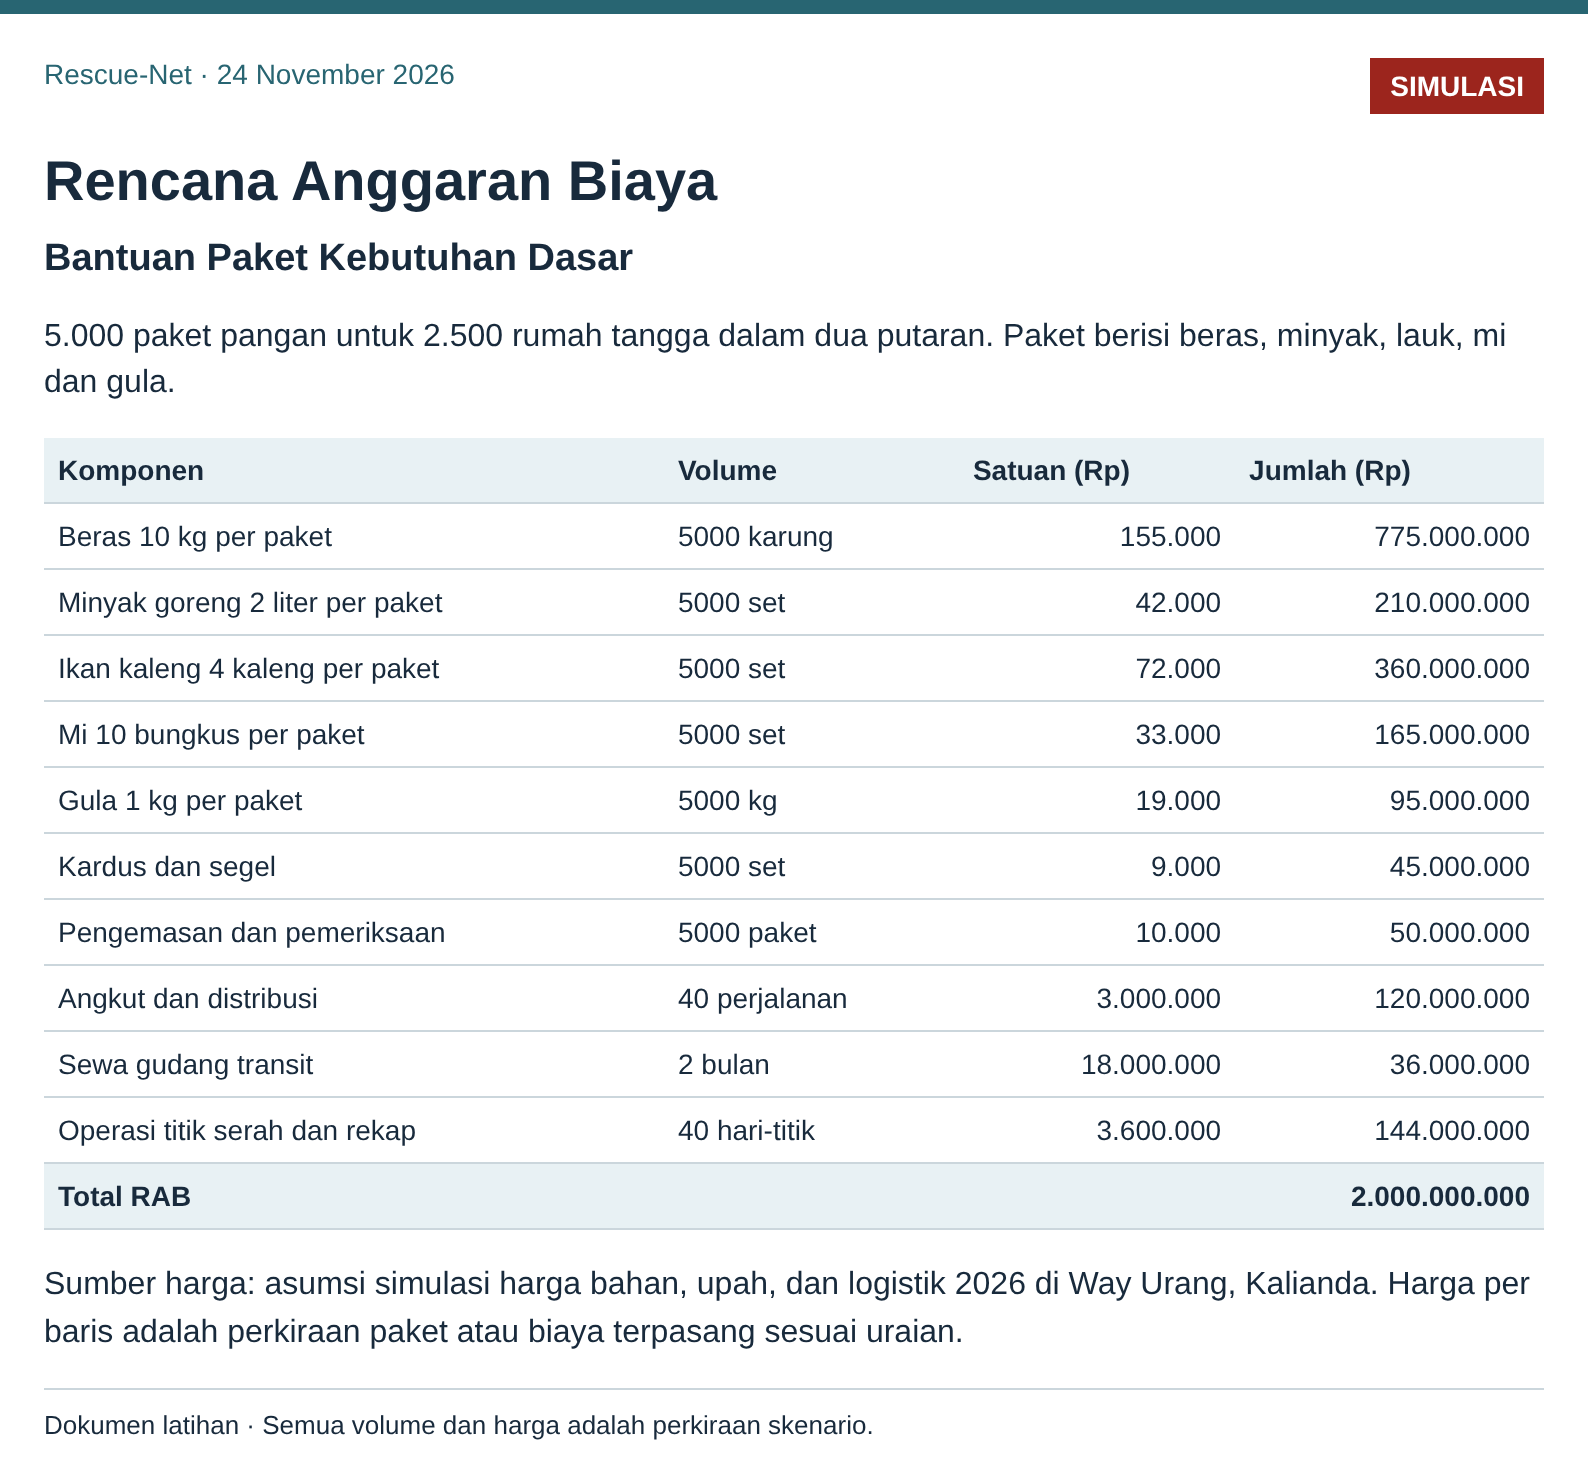 Rescue-Net · 24 November 2026
SIMULASI
Rencana Anggaran Biaya
Bantuan Paket Kebutuhan Dasar
5.000 paket pangan untuk 2.500 rumah tangga dalam dua putaran. Paket berisi beras, minyak, lauk, mi
dan gula.
Komponen Volume Satuan (Rp) Jumlah (Rp)
Beras 10 kg per paket 5000 karung 155.000 775.000.000
Minyak goreng 2 liter per paket 5000 set 42.000 210.000.000
Ikan kaleng 4 kaleng per paket 5000 set 72.000 360.000.000
Mi 10 bungkus per paket 5000 set 33.000 165.000.000
Gula 1 kg per paket 5000 kg 19.000 95.000.000
Kardus dan segel 5000 set 9.000 45.000.000
Pengemasan dan pemeriksaan 5000 paket 10.000 50.000.000
Angkut dan distribusi 40 perjalanan 3.000.000 120.000.000
Sewa gudang transit 2 bulan 18.000.000 36.000.000
Operasi titik serah dan rekap 40 hari-titik 3.600.000 144.000.000
Total RAB 2.000.000.000
Sumber harga: asumsi simulasi harga bahan, upah, dan logistik 2026 di Way Urang, Kalianda. Harga per
baris adalah perkiraan paket atau biaya terpasang sesuai uraian.
Dokumen latihan · Semua volume dan harga adalah perkiraan skenario.